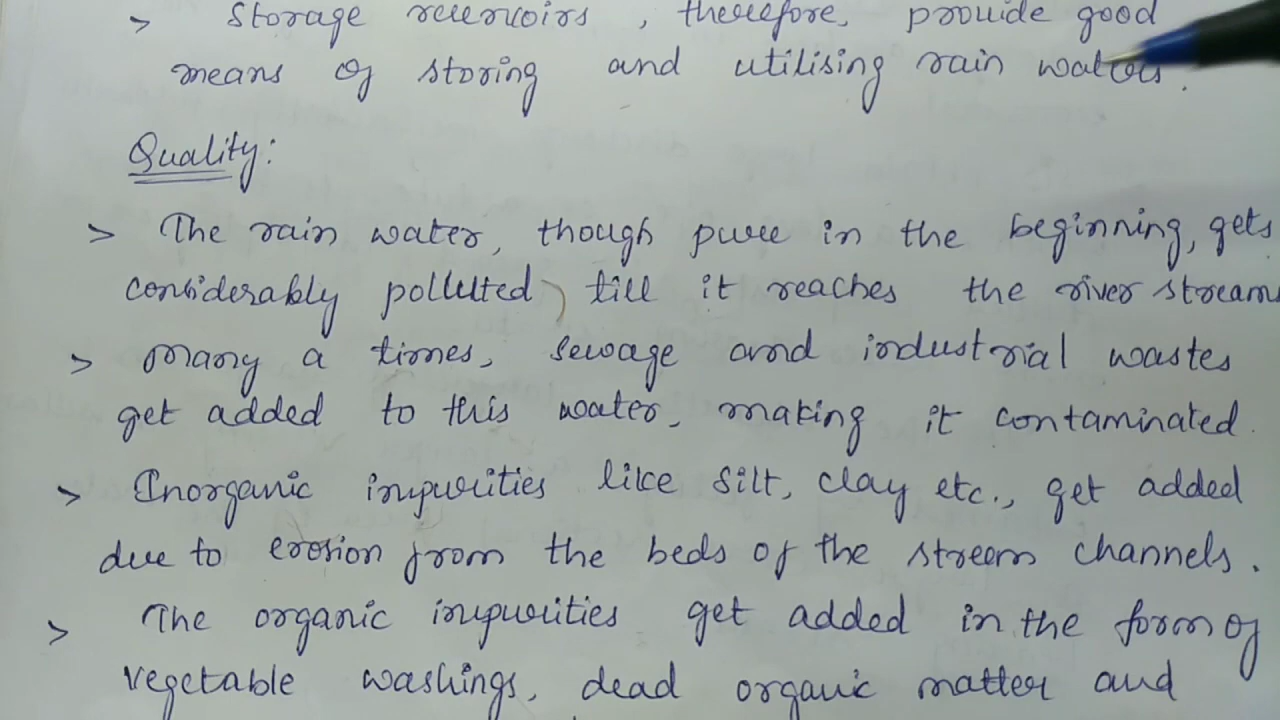 > Storage reservoirs, therefore, provide good
means of storing and utilising rain water.
Quality:
> The rain water, though pure in the beginning, gets
considerably polluted, till it reaches the river streams
> many a times, sewage and industrial wastes
get added to this water, making it contaminated.
> Inorganic impurities like silt, clay etc., get added
due to erosion from the beds of the stream channels.
> The organic impurities get added in the form of
vegetable washings, dead organic matter and